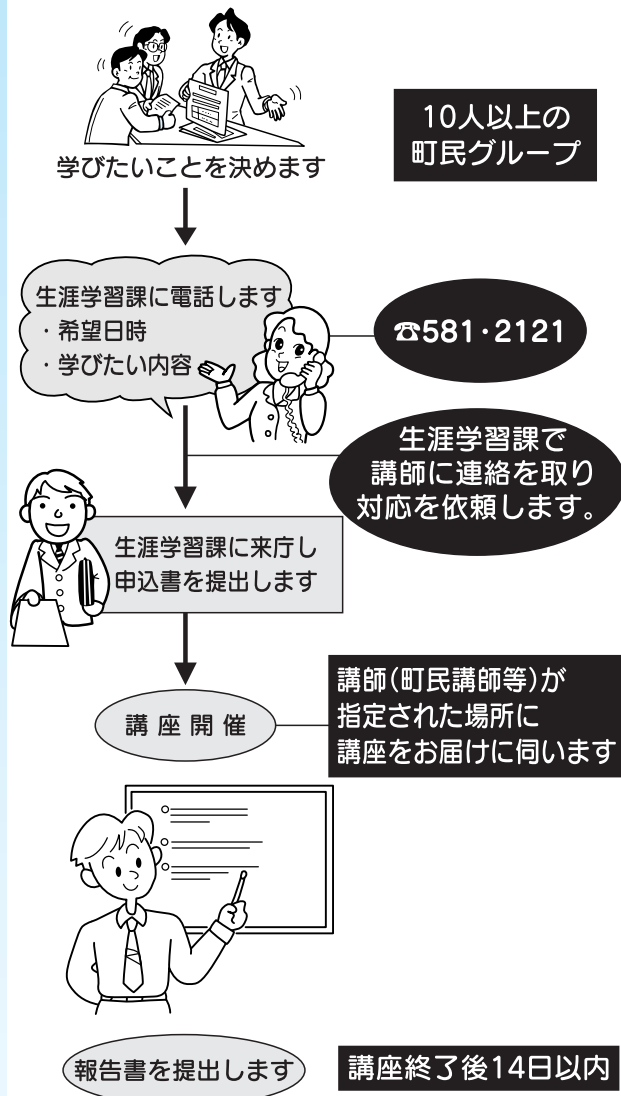 学びたいことを決めます
10人以上の
町民グループ
生涯学習課に電話します
・希望日時
・学びたい内容
☎581・2121
生涯学習課で
講師に連絡を取り
対応を依頼します。
生涯学習課に来庁し
申込書を提出します
講座開催
講師（町民講師等）が
指定された場所に
講座をお届けに伺います
報告書を提出します
講座終了後14日以内